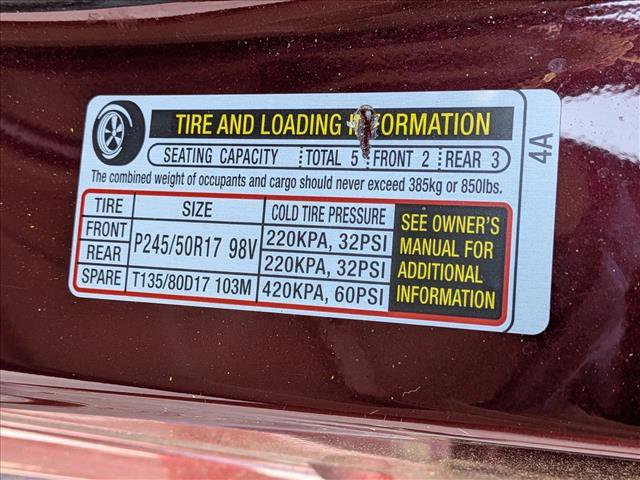 TIRE AND LOADING INFORMATION
SEATING CAPACITY TOTAL 5 FRONT 2 REAR 3
The combined weight of occupants and cargo should never exceed 385kg or 850lbs.
TIRE SIZE COLD TIRE PRESSURE
FRONT P245/50R17 98V 220KPA, 32PSI
REAR 220KPA, 32PSI
SPARE T135/80D17 103M 420KPA, 60PSI
SEE OWNER'S
MANUAL FOR
ADDITIONAL
INFORMATION
4A